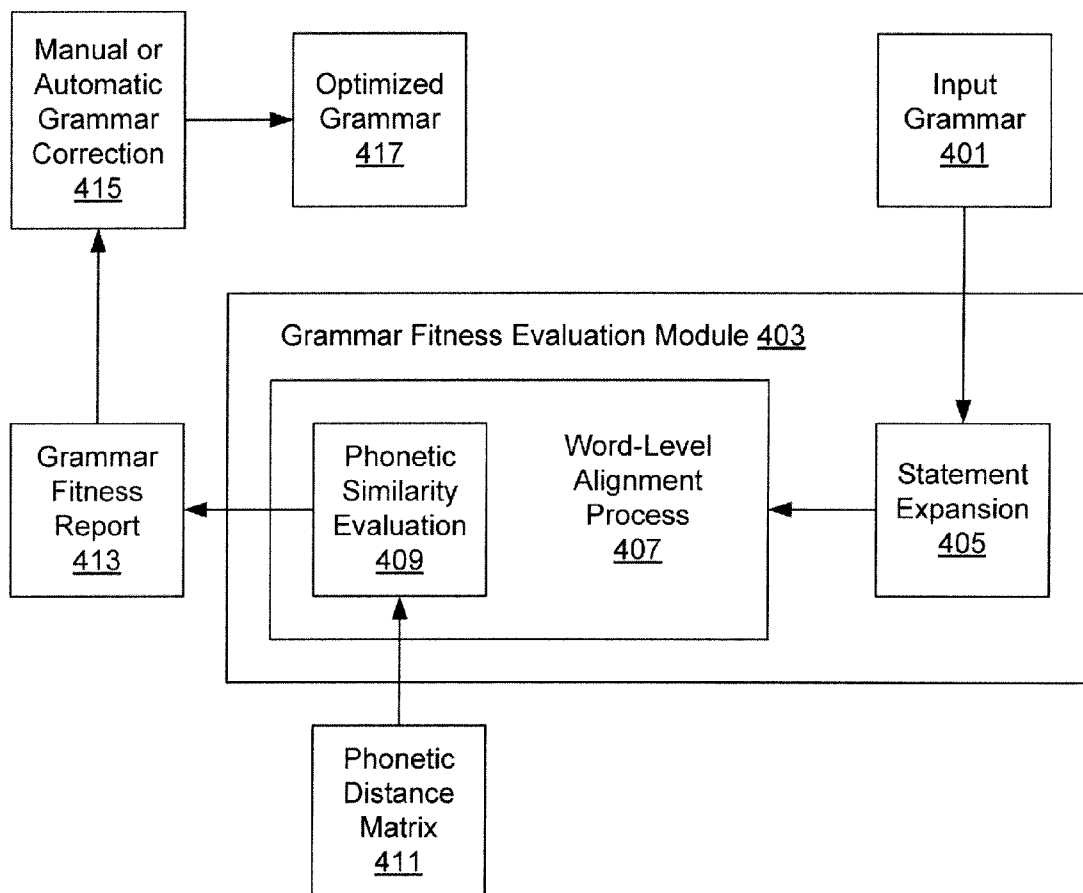 Manual or
Automatic
Grammar
Correction
415
Optimized
Grammar
417
Input
Grammar
401
Grammar Fitness Evaluation Module 403
Grammar
Fitness
Report
413
Phonetic
Similarity
Evaluation
409
Word-Level
Alignment
Process
407
Statement
Expansion
405
Phonetic
Distance
Matrix
411